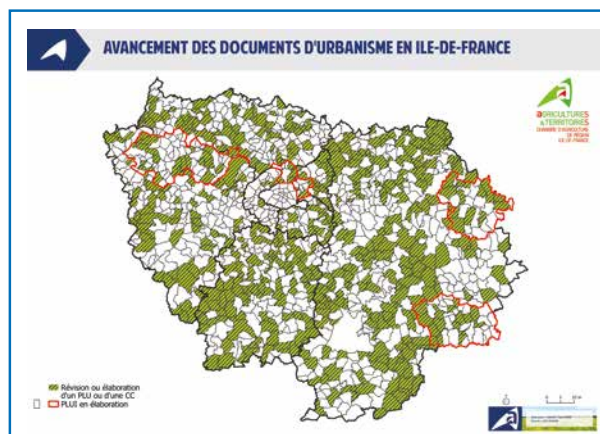 AVANCEMENT DES DOCUMENTS D'URBANISME EN ILE-DE-FRANCE
AGRICULTURES
& TERRITOIRES
CHAMBRE D'AGRICULTURE
DE RÉGION
ILE-DE-FRANCE
Révision ou élaboration
d'un PLU ou d'une CC
PLUI en élaboration